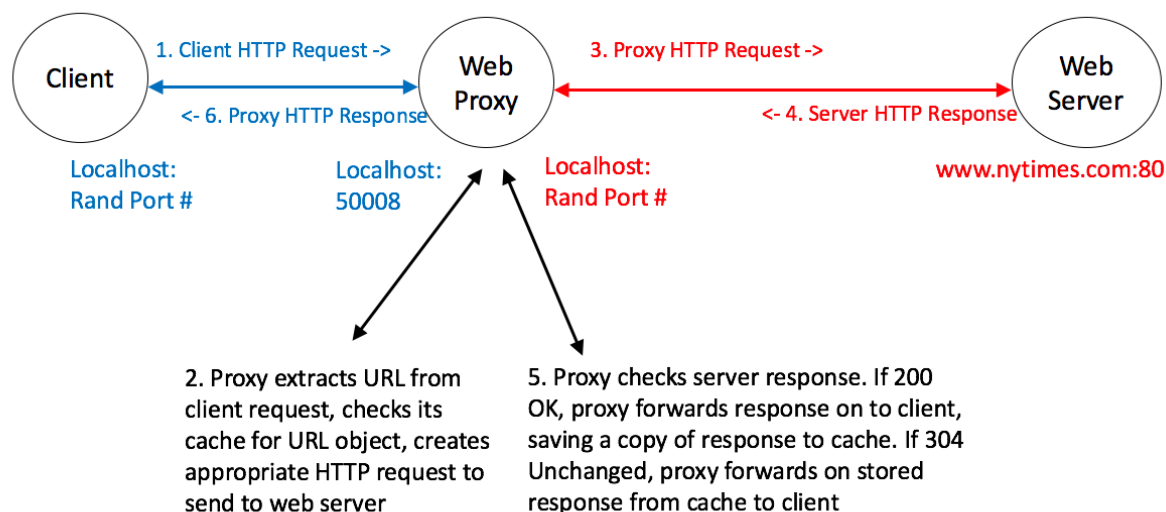 Client
1. Client HTTP Request ->
<- 6. Proxy HTTP Response
Web
Proxy
3. Proxy HTTP Request ->
<- 4. Server HTTP Response
Web
Server
Localhost:
Rand Port #
Localhost:
50008
Localhost:
Rand Port #
www.nytimes.com:80
2. Proxy extracts URL from
client request, checks its
cache for URL object, creates
appropriate HTTP request to
send to web server
5. Proxy checks server response. If 200
OK, proxy forwards response on to client,
saving a copy of response to cache. If 304
Unchanged, proxy forwards on stored
response from cache to client